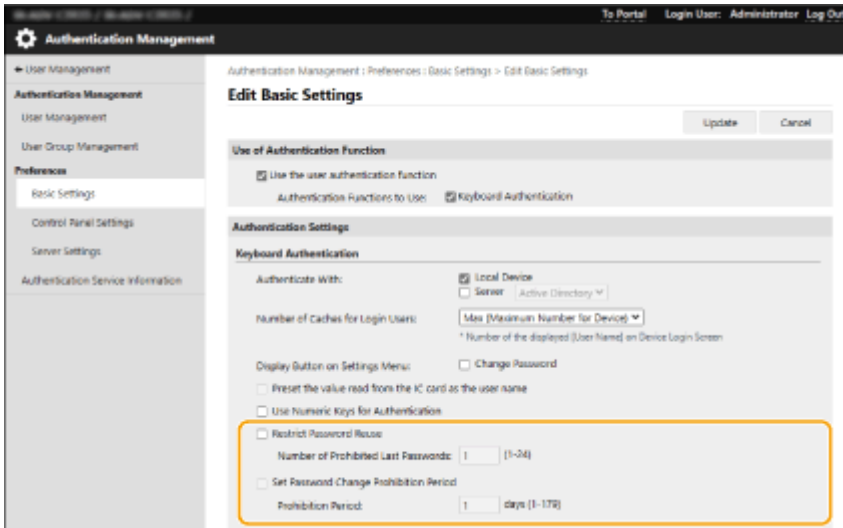 To Portal Login User: Administrator Log Out
Authentication Management
User Management
Authentication Management : Preferences : Basic Settings > Edit Basic Settings
Authentication Management
Edit Basic Settings
User Management
Update Cancel
User Group Management
Use of Authentication Function
Preferences
Use the user authentication function
Basic Settings
Authentication Functions to Use: Keyboard Authentication
Control Panel Settings
Authentication Settings
Server Settings
Keyboard Authentication
Authentication Service Information
Authenticate With: Local Device
Server Active Directory
Number of Caches for Login Users: Max (Maximum Number for Device)
* Number of the displayed [User Name] on Device Login Screen
Display Button on Settings Menu: Change Password
Preset the value read from the IC card as the user name
Use Numeric Keys for Authentication
Restrict Password Reuse
Number of Prohibited Last Passwords: 1 (1-24)
Set Password Change Prohibition Period
Prohibition Period: 1 days (1-179)